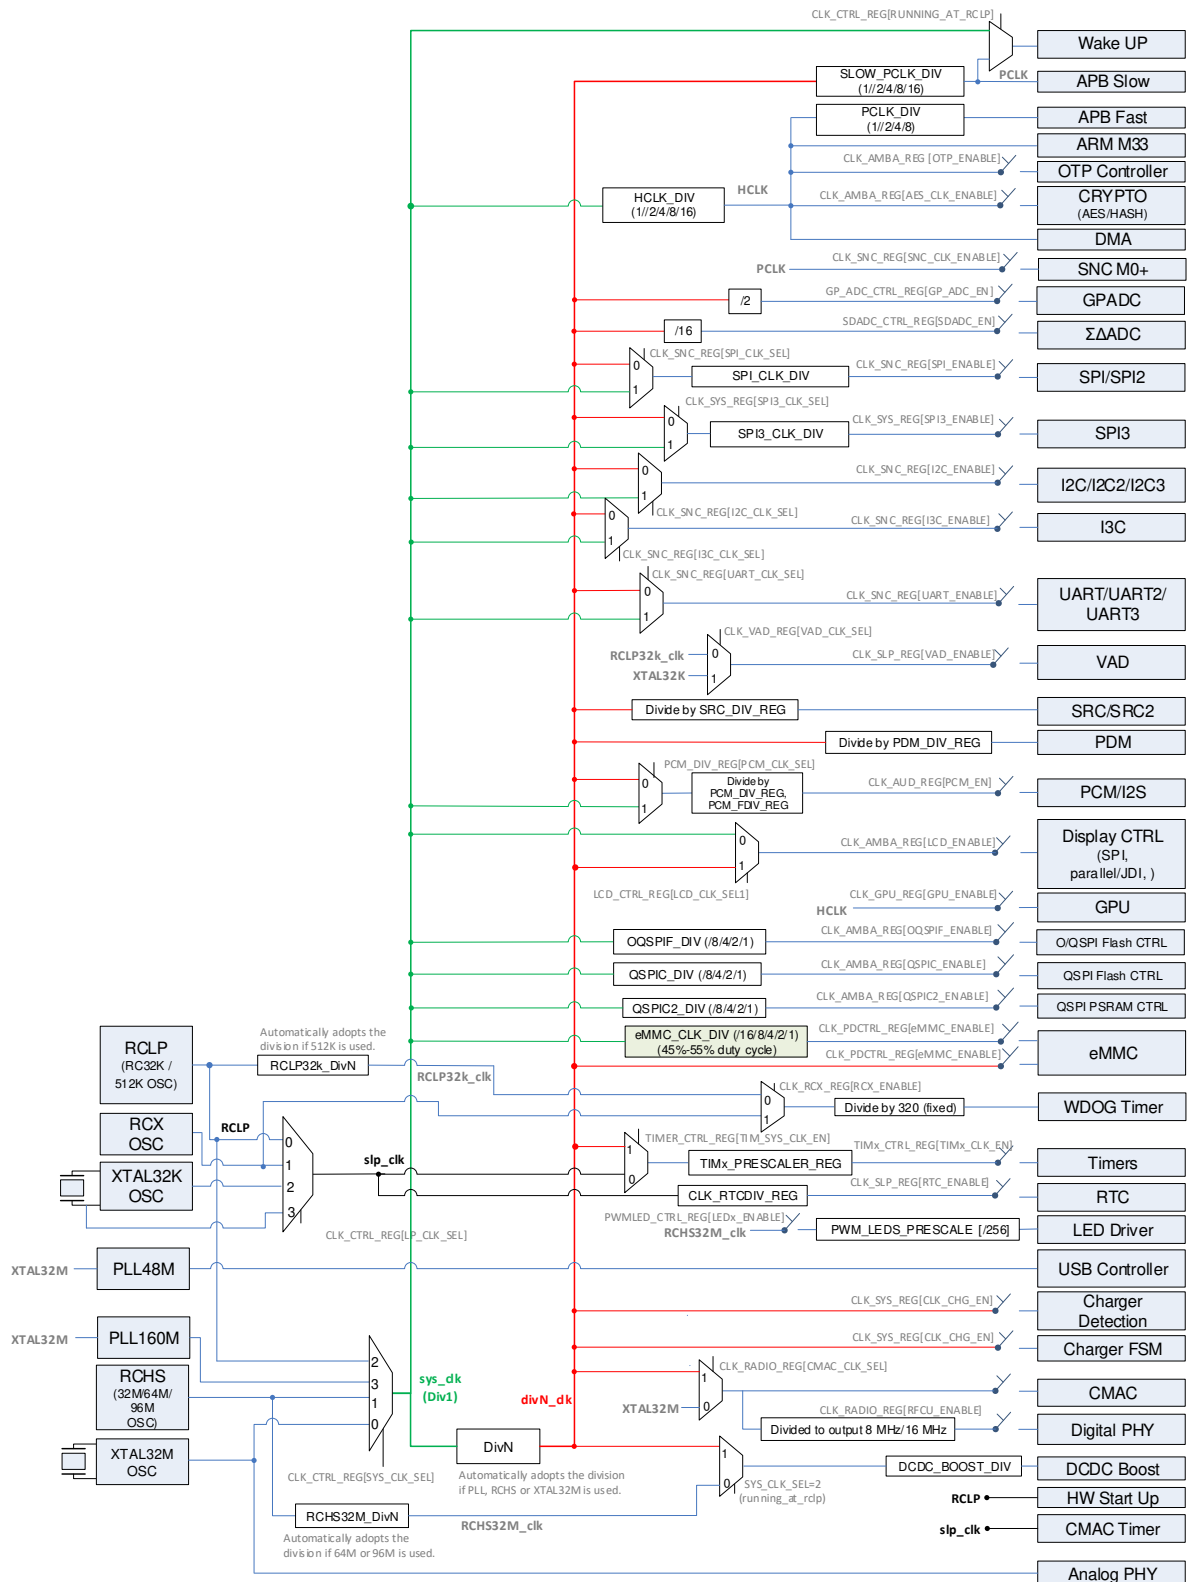 CLK_CTRL_REG[RUNNING_AT_RCLP]
Wake UP
SLOW_PCLK_DIV
(1//2/4/8/16)
PCLK
APB Slow
PCLK_DIV
(1//2/4/8)
APB Fast
ARM M33
CLK_AMBA_REG [OTP_ENABLE]
OTP Controller
HCLK_DIV
(1//2/4/8/16)
HCLK
CLK_AMBA_REG[AES_CLK_ENABLE]
CRYPTO
(AES/HASH)
DMA
CLK_SNC_REG[SNC_CLK_ENABLE]
PCLK
SNC M0+
/2
GP_ADC_CTRL_REG[GP_ADC_EN]
GPADC
/16
SDADC_CTRL_REG[SDADC_EN]
ΣΔADC
CLK_SNC_REG[SPI_CLK_SEL]
0
1
SPI_CLK_DIV
CLK_SNC_REG[SPI_ENABLE]
SPI/SPI2
CLK_SYS_REG[SPI3_CLK_SEL]
0
1
SPI3_CLK_DIV
CLK_SYS_REG[SPI3_ENABLE]
SPI3
0
1
CLK_SNC_REG[I2C_ENABLE]
I2C/I2C2/I2C3
CLK_SNC_REG[I2C_CLK_SEL]
0
1
CLK_SNC_REG[I3C_ENABLE]
I3C
CLK_SNC_REG[I3C_CLK_SEL]
CLK_SNC_REG[UART_CLK_SEL]
0
1
CLK_SNC_REG[UART_ENABLE]
UART/UART2/
UART3
CLK_VAD_REG[VAD_CLK_SEL]
RCLP32k_clk
XTAL32K
0
1
CLK_SLP_REG[VAD_ENABLE]
VAD
Divide by SRC_DIV_REG
SRC/SRC2
Divide by PDM_DIV_REG
PDM
PCM_DIV_REG[PCM_CLK_SEL]
0
1
Divide by
PCM_DIV_REG,
PCM_FDIV_REG
CLK_AUD_REG[PCM_EN]
PCM/I2S
0
1
CLK_AMBA_REG[LCD_ENABLE]
LCD_CTRL_REG[LCD_CLK_SEL1]
Display CTRL
(SPI,
parallel/JDI, )
CLK_GPU_REG[GPU_ENABLE]
HCLK
GPU
OQSPIF_DIV (/8/4/2/1)
CLK_AMBA_REG[OQSPIF_ENABLE]
O/QSPI Flash CTRL
QSPIC_DIV (/8/4/2/1)
CLK_AMBA_REG[QSPIC_ENABLE]
QSPI Flash CTRL
QSPIC2_DIV (/8/4/2/1)
CLK_AMBA_REG[QSPIC2_ENABLE]
QSPI PSRAM CTRL
eMMC_CLK_DIV (/16/8/4/2/1)
(45%-55% duty cycle)
CLK_PDCTRL_REG[eMMC_ENABLE]
CLK_PDCTRL_REG[eMMC_ENABLE]
eMMC
RCLP
(RC32K /
512K OSC)
Automatically adopts the
division if 512K is used.
RCLP32k_DivN
RCLP32k_clk
CLK_RCX_REG[RCX_ENABLE]
0
1
Divide by 320 (fixed)
WDOG Timer
RCX
OSC
RCLP
XTAL32K
OSC
0
1
2
3
CLK_CTRL_REG[LP_CLK_SEL]
slp_clk
TIMER_CTRL_REG[TIM_SYS_CLK_EN]
1
0
TIMx_PRESCALER_REG
TIMx_CTRL_REG[TIMx_CLK_EN]
Timers
CLK_RTCDIV_REG
CLK_SLP_REG[RTC_ENABLE]
RTC
PWMLED_CTRL_REG[LEDx_ENABLE]
RCHS32M_clk
PWM_LEDS_PRESCALE [/256]
LED Driver
XTAL32M
PLL48M
USB Controller
CLK_SYS_REG[CLK_CHG_EN]
Charger
Detection
XTAL32M
PLL160M
CLK_SYS_REG[CLK_CHG_EN]
Charger FSM
RCHS
(32M/64M/
96M
OSC)
2
3
1
0
CLK_CTRL_REG[SYS_CLK_SEL]
sys_clk
(Div1)
divN_clk
CLK_RADIO_REG[CMAC_CLK_SEL]
1
0
XTAL32M
CMAC
CLK_RADIO_REG[RFCU_ENABLE]
Divided to output 8 MHz/16 MHz
Digital PHY
XTAL32M
OSC
DivN
Automatically adopts the division
if PLL, RCHS or XTAL32M is used.
1
0
SYS_CLK_SEL=2
(running_at_rclp)
DCDC_BOOST_DIV
DCDC Boost
RCLP
HW Start Up
RCHS32M_DivN
RCHS32M_clk
Automatically adopts the
division if 64M or 96M is used.
slp_clk
CMAC Timer
Analog PHY